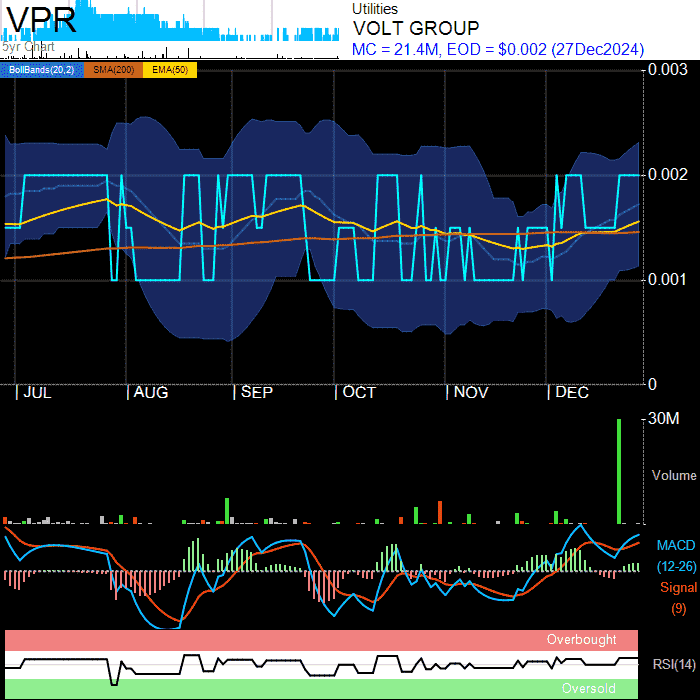 VPR
5yr Chart
Utilities
VOLT GROUP
MC = 21.4M, EOD = $0.002 (27Dec2024)
BollBands(20,2) SMA(200) EMA(50)
0.003
0.002
0.001
0
JUL AUG SEP OCT NOV DEC
30M
Volume
MACD
(12-26)
Signal
(9)
Overbought
RSI(14)
Oversold